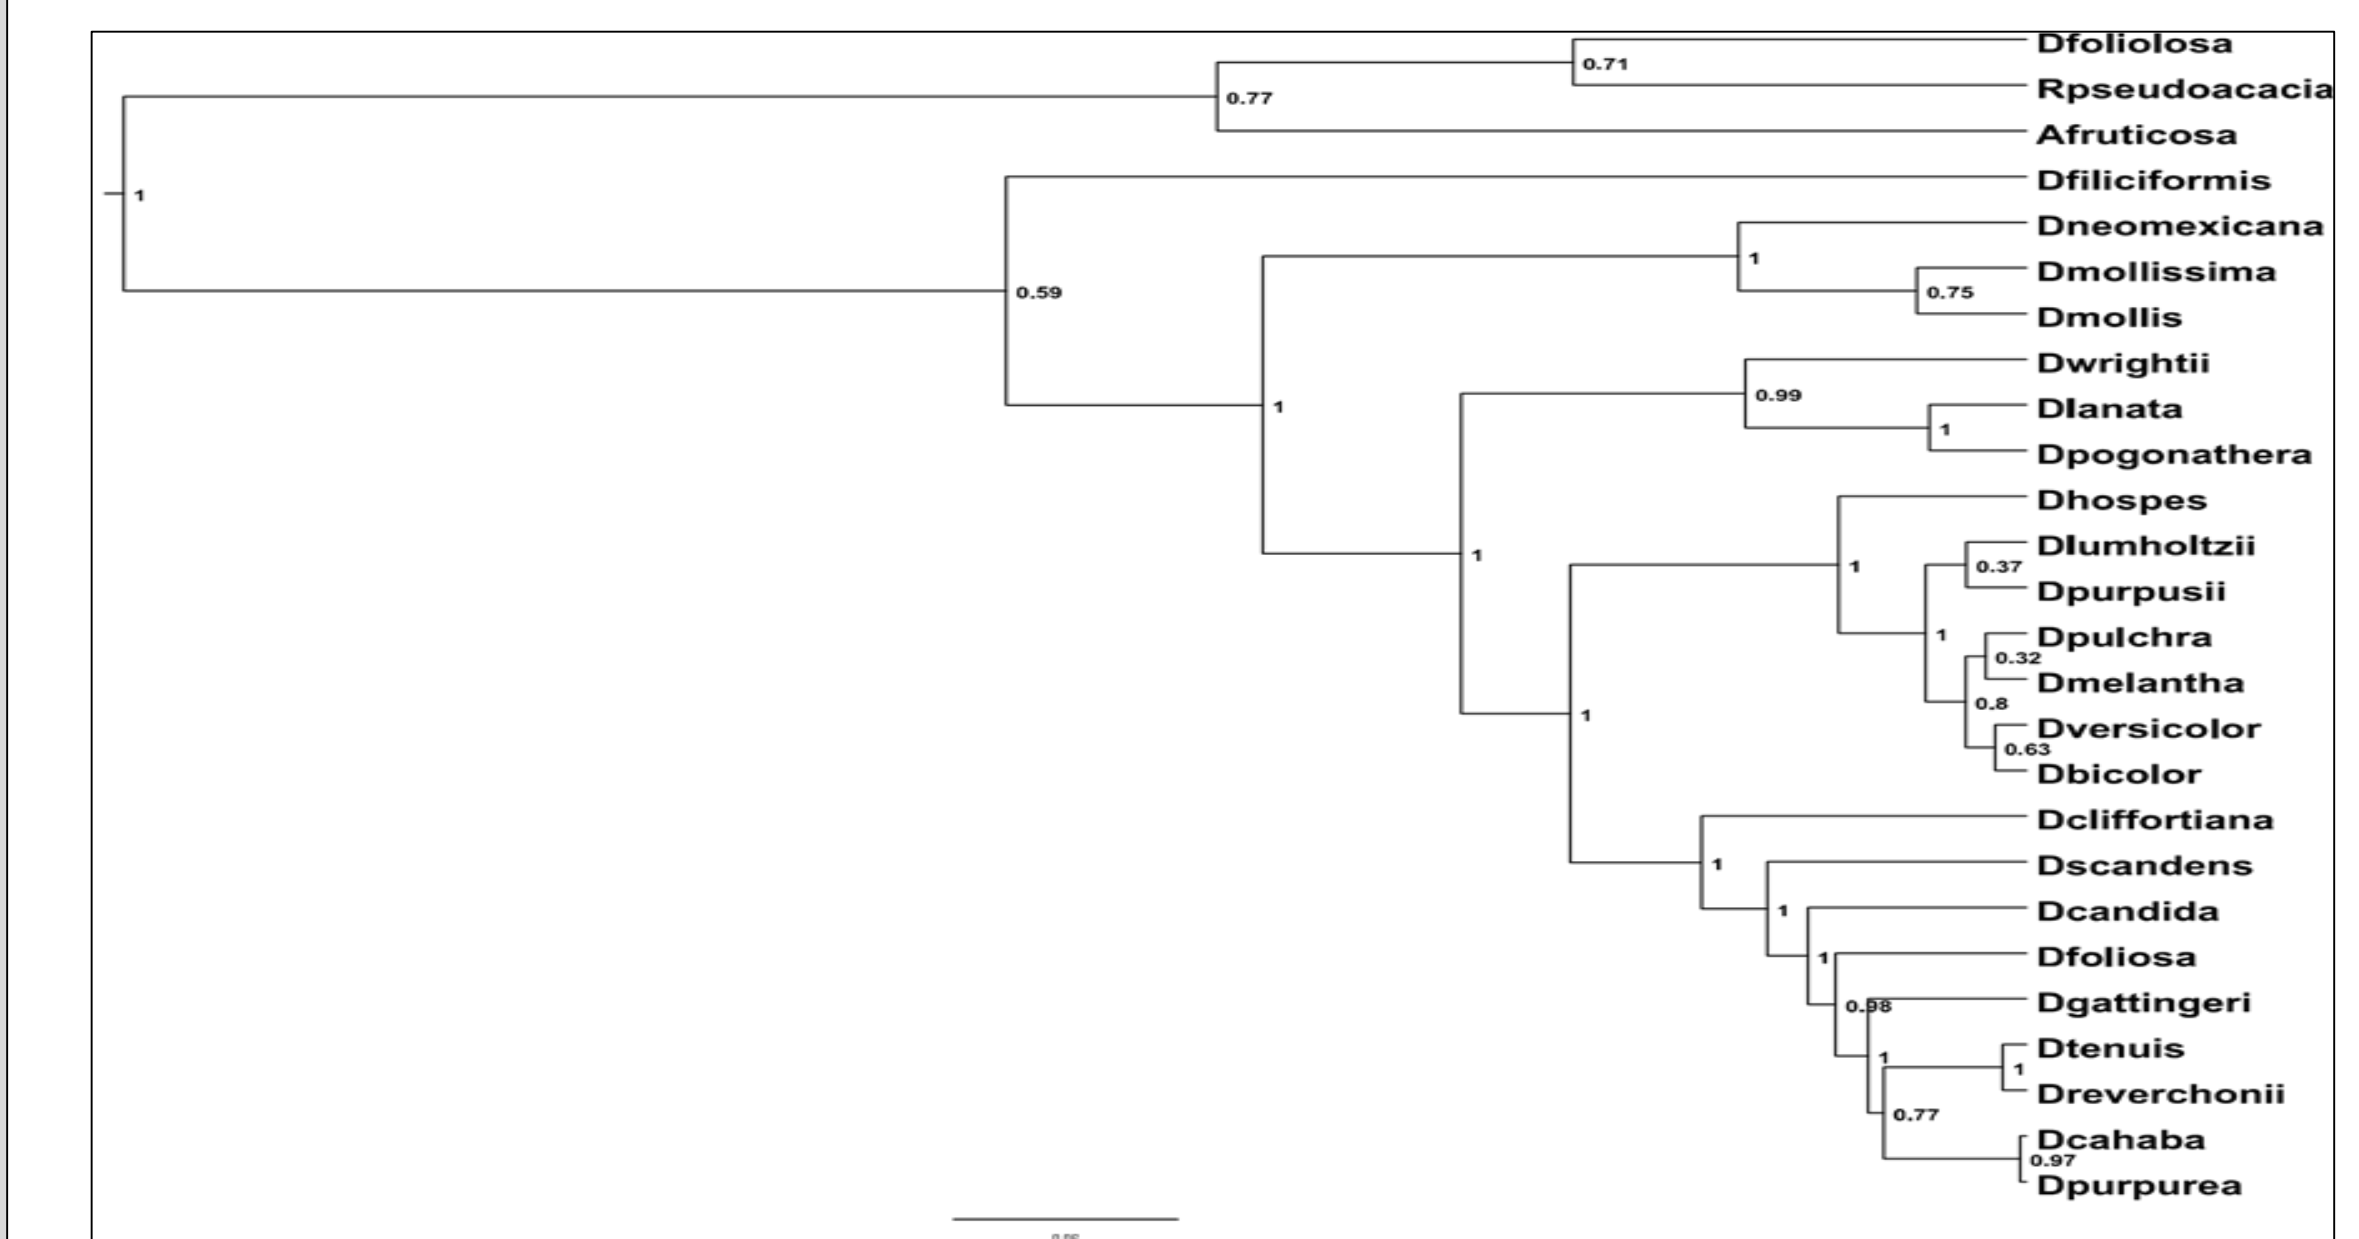 Dfoliolosa
0.71
Rpseudoacacia
0.77
Afruticosa
Dfiliciformis
1
Dneomexicana
1
Dmollissima
0.59
0.75
Dmollis
Dwrightii
0.99
1
Dlanata
1
Dpogonathera
Dhospes
1
Dlumholtzii
1
0.37
Dpurpusii
1
Dpulchra
0.32
Dmelantha
0.8
1
Dversicolor
0.63
Dbicolor
Dcliffortiana
1
Dscandens
1
Dcandida
1
Dfoliosa
0.98
Dgattingeri
1
Dtenuis
1
Dreverchonii
0.77
Dcahaba
0.97
Dpurpurea